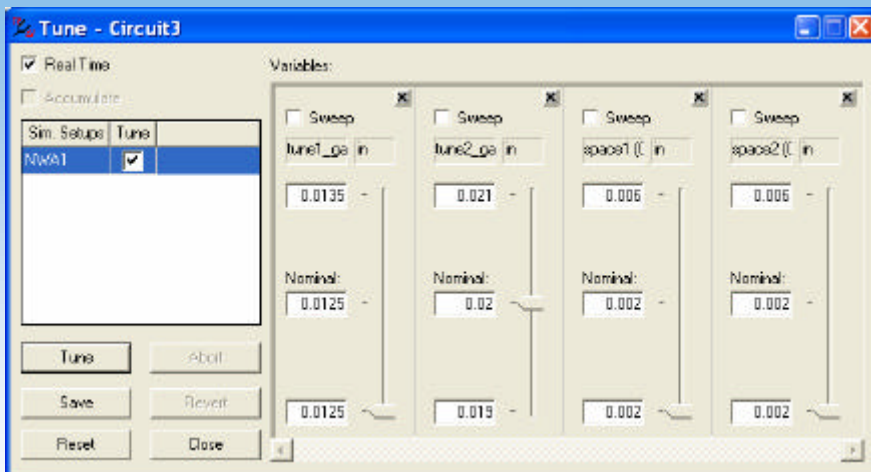 Tune - Circuit3
Real Time
Accumulate
Sim. Setups Tune
NWA1
Tune Abort
Save Revert
Reset Close
Variables:
Sweep Sweep Sweep Sweep
tune1_ga in tune2_ga in space1 (C in space2 (C in
0.0135 0.021 0.006 0.006
Nominal: Nominal: Nominal: Nominal:
0.0125 0.02 0.002 0.002
0.0125 0.019 0.002 0.002